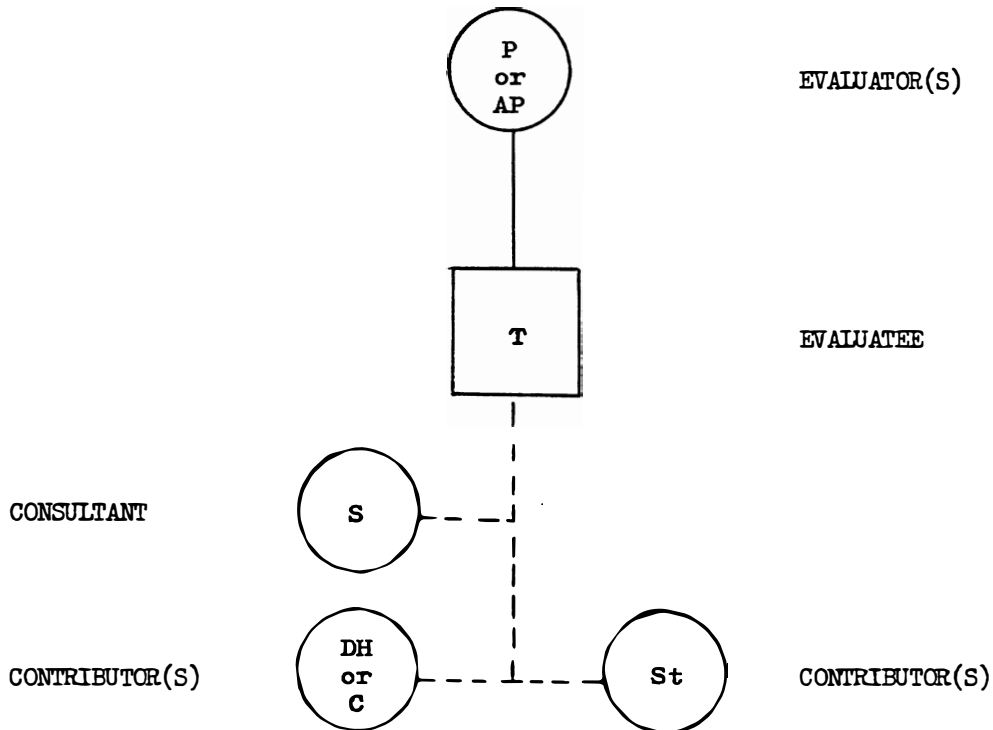 P
or
AP
EVALUATOR(S)
T
EVALUATEE
CONSULTANT
S
CONTRIBUTOR(S)
DH
or
C
St
CONTRIBUTOR(S)